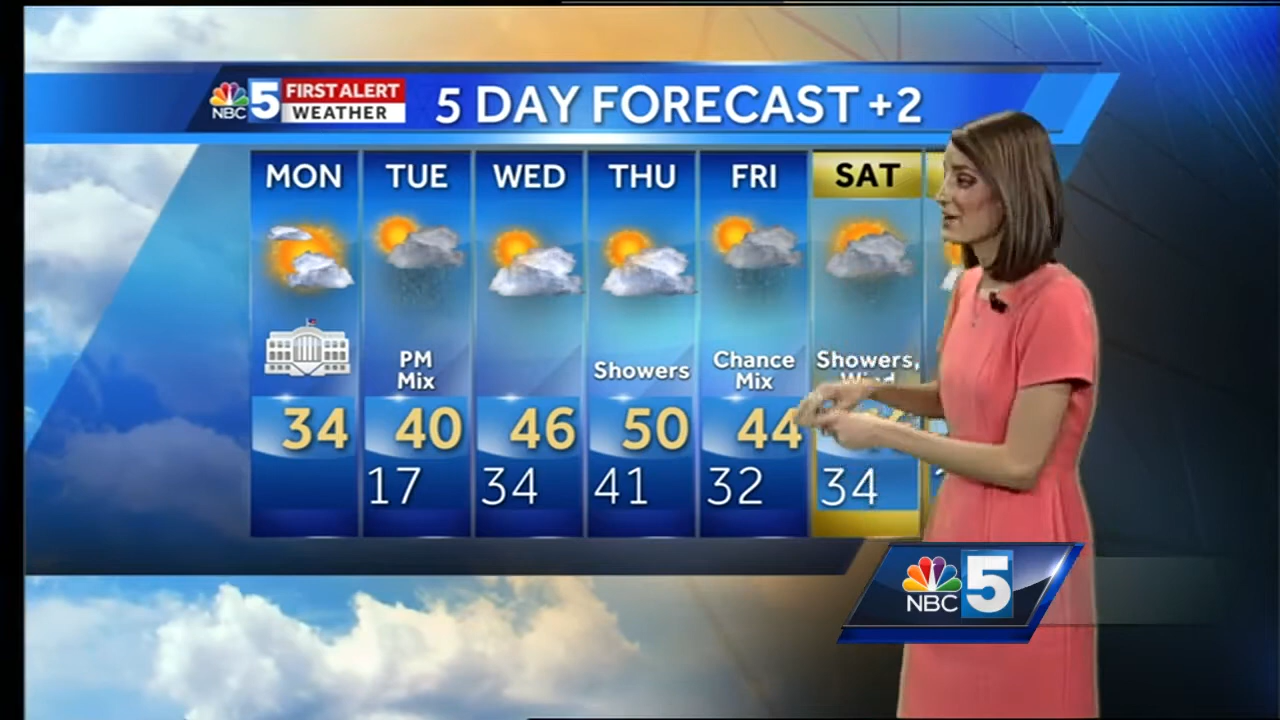 NBC 5 FIRST ALERT WEATHER
5 DAY FORECAST +2
MON TUE WED THU FRI SAT
PM Mix
Showers
Chance Mix
Showers, Wind
34 40 46 50 44
17 34 41 32 34
NBC 5